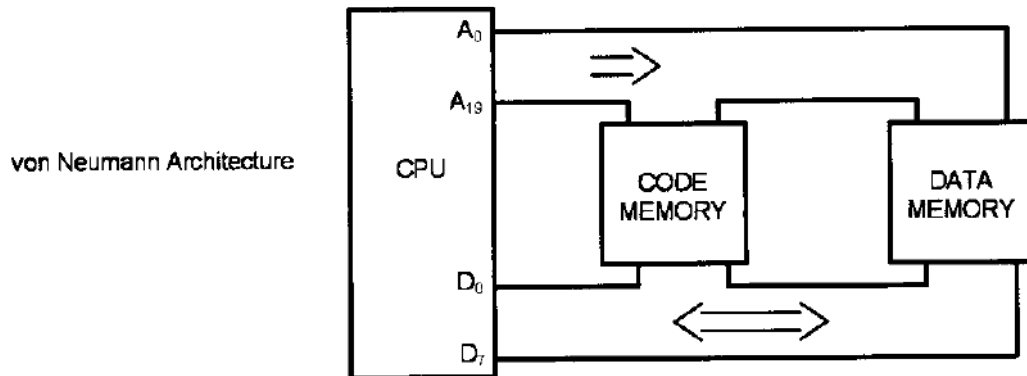 A0
A19
von Neumann Architecture
CPU
CODE
MEMORY
DATA
MEMORY
D0
D7